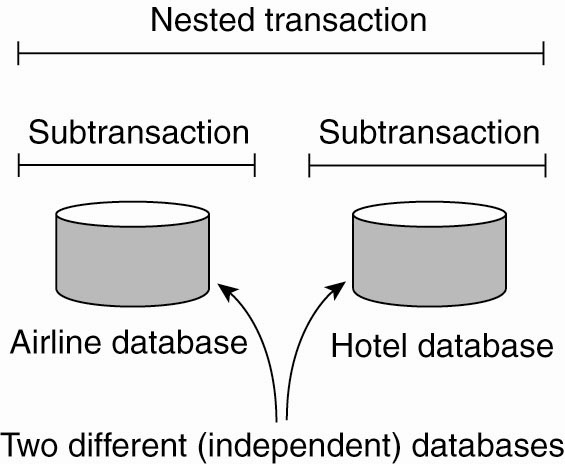 Nested transaction
Subtransaction
Subtransaction
Airline database
Hotel database
Two different (independent) databases